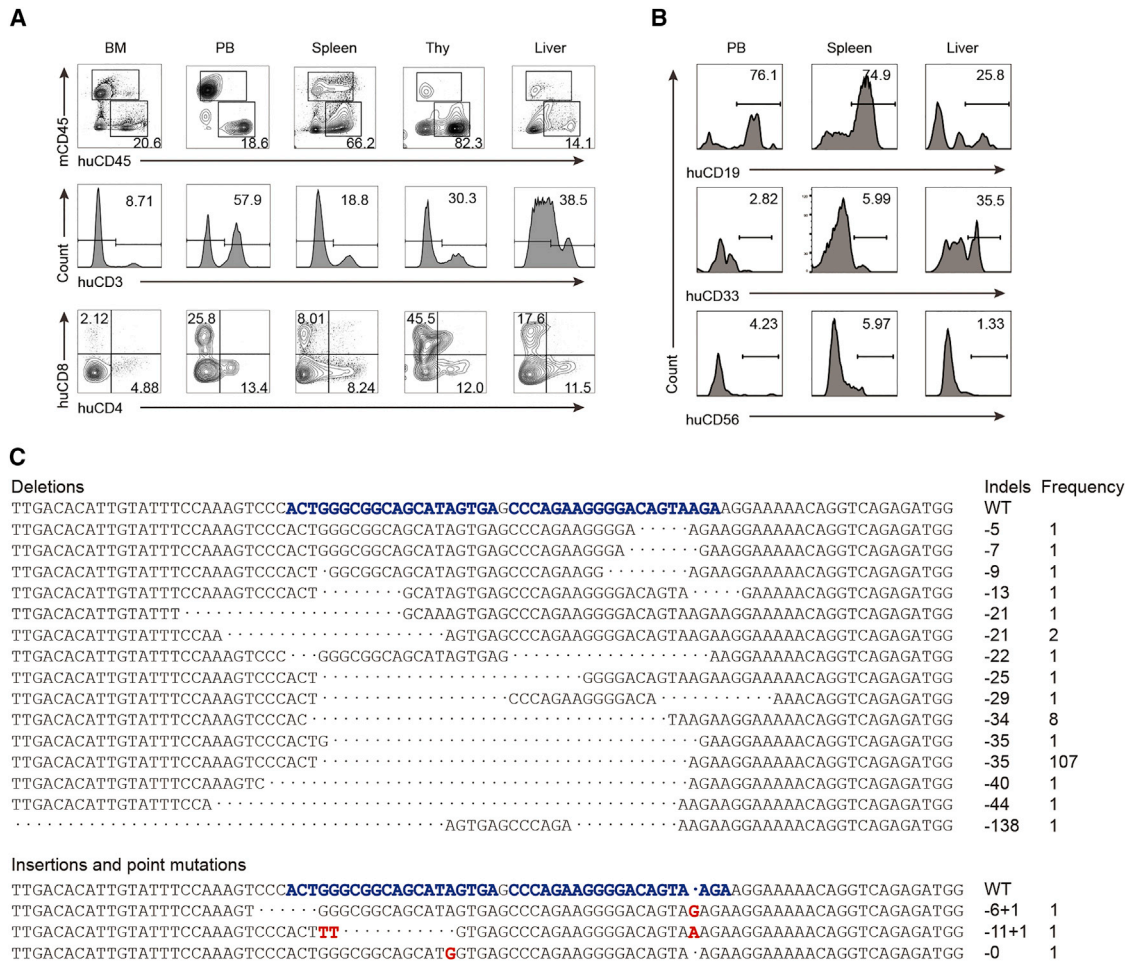 A
BM PB Spleen Thy Liver
mCD45
20.6 18.6 66.2 82.3 14.1
huCD45
Count
8.71 57.9 18.8 30.3 38.5
huCD3
huCD8
2.12 25.8 8.01 45.5 17.6
4.88 13.4 8.24 12.0 11.5
huCD4
B
PB Spleen Liver
76.1 74.9 25.8
huCD19
2.82 5.99 35.5
huCD33
Count
4.23 5.97 1.33
huCD56
C
Deletions Indels Frequency
TTGACACATTGTATTTCCAAAGTCCCACTGGGCGGCAGCATAGTGAGCCCAGAAGGGGACAGTAAGAAGGAAAAACAGGTCAGAGATGG WT
TTGACACATTGTATTTCCAAAGTCCCACTGGGCGGCAGCATAGTGAGCCCAGAAGGGGA·····AGAAGGAAAAACAGGTCAGAGATGG -5 1
TTGACACATTGTATTTCCAAAGTCCCACTGGGCGGCAGCATAGTGAGCCCAGAAGGGGA·······GAAGGAAAAACAGGTCAGAGATGG -7 1
TTGACACATTGTATTTCCAAAGTCCCACT·GGCGGCAGCATAGTGAGCCCAGAAGG········AGAAGGAAAAACAGGTCAGAGATGG -9 1
TTGACACATTGTATTTCCAAAGTCCCACT········GCATAGTGAGCCCAGAAGGGGACAGTA·····GAAAAACAGGTCAGAGATGG -13 1
TTGACACATTGTATTT·····················GCAAAGTGAGCCCAGAAGGGGACAGTAAGAAGGAAAAACAGGTCAGAGATGG -21 1
TTGACACATTGTATTTCCAA·····················AGTGAGCCCAGAAGGGGACAGTAAGAAGGAAAAACAGGTCAGAGATGG -21 2
TTGACACATTGTATTTCCAAAGTCCC···GGGCGGCAGCATAGTGAG···················AAGGAAAAACAGGTCAGAGATGG -22 1
TTGACACATTGTATTTCCAAAGTCCCACT·························GGGGACAGTAAGAAGGAAAAACAGGTCAGAGATGG -25 1
TTGACACATTGTATTTCCAAAGTCCCACT··················CCCAGAAGGGGACA···········AAACAGGTCAGAGATGG -29 1
TTGACACATTGTATTTCCAAAGTCCCAC··································TAAGAAGGAAAAACAGGTCAGAGATGG -34 8
TTGACACATTGTATTTCCAAAGTCCCACTG···································GAAGGAAAAACAGGTCAGAGATGG -35 1
TTGACACATTGTATTTCCAAAGTCCCACT···································AGAAGGAAAAACAGGTCAGAGATGG -35 107
TTGACACATTGTATTTCCAAAGTC········································AGAAGGAAAAACAGGTCAGAGATGG -40 1
TTGACACATTGTATTTCCA············································AAGAAGGAAAAACAGGTCAGAGATGG -44 1
·········································AGTGAGCCCAGA··········AAGAAGGAAAAACAGGTCAGAGATGG -138 1
Insertions and point mutations
TTGACACATTGTATTTCCAAAGTCCCACTGGGCGGCAGCATAGTGAGCCCAGAAGGGGACAGTA·AGAAGGAAAAACAGGTCAGAGATGG WT
TTGACACATTGTATTTCCAAAGT······GGGCGGCAGCATAGTGAGCCCAGAAGGGGACAGTAGAGAAGGAAAAACAGGTCAGAGATGG -6+1 1
TTGACACATTGTATTTCCAAAGTCCCACTTT···········GTGAGCCCAGAAGGGGACAGTAAAGAAGGAAAAACAGGTCAGAGATGG -11+1 1
TTGACACATTGTATTTCCAAAGTCCCACTGGGCGGCAGCATGGTGAGCCCAGAAGGGGACAGTA·AGAAGGAAAAACAGGTCAGAGATGG -0 1